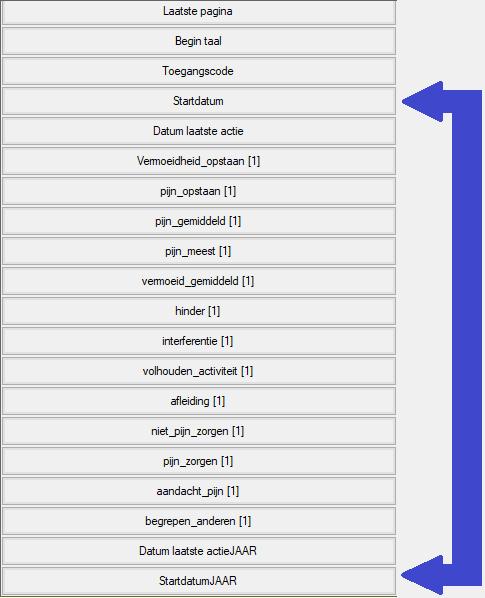 Laatste pagina
Begin taal
Toegangscode
Startdatum
Datum laatste actie
Vermoeidheid_opstaan [1]
pijn_opstaan [1]
pijn_gemiddeld [1]
pijn_meest [1]
vermoeid_gemiddeld [1]
hinder [1]
interferentie [1]
volhouden_activiteit [1]
afleiding [1]
niet_pijn_zorgen [1]
pijn_zorgen [1]
aandacht_pijn [1]
begrepen_anderen [1]
Datum laatste actieJAAR
StartdatumJAAR